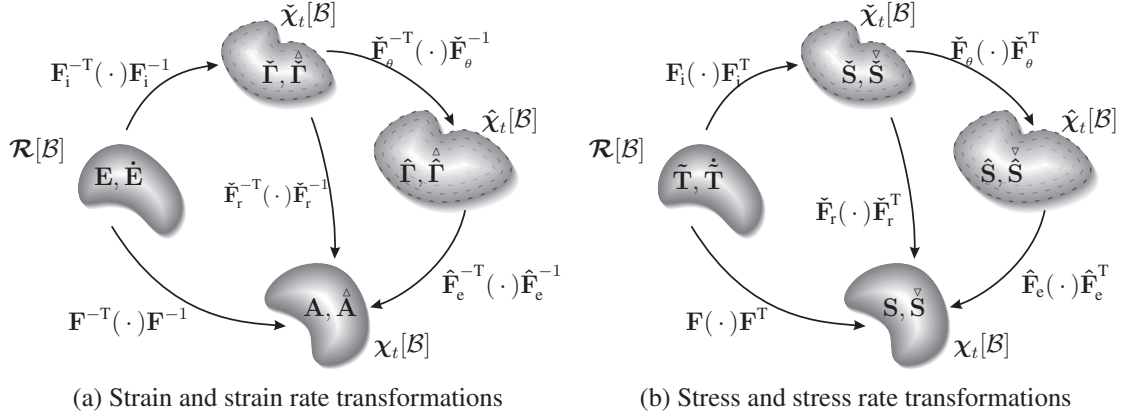 χ̌ₜ[ℬ]
F̌_θ^{-T}(·)F̌_θ^{-1}
F_i^{-T}(·)F_i^{-1}
Γ̌, Γ̌^△
χ̂ₜ[ℬ]
𝓡[ℬ]
E, Ė
Γ̂, Γ̂^△
F̌_r^{-T}(·)F̌_r^{-1}
F̂_e^{-T}(·)F̂_e^{-1}
F^{-T}(·)F^{-1}
A, A^△
χₜ[ℬ]
(a) Strain and strain rate transformations
χ̌ₜ[ℬ]
F̌_θ(·)F̌_θ^T
F_i(·)F_i^T
Š, Š^▽
χ̂ₜ[ℬ]
𝓡[ℬ]
T̃, T̃̇
Ŝ, Ŝ^▽
F̌_r(·)F̌_r^T
F̂_e(·)F̂_e^T
F(·)F^T
S, S^▽
χₜ[ℬ]
(b) Stress and stress rate transformations